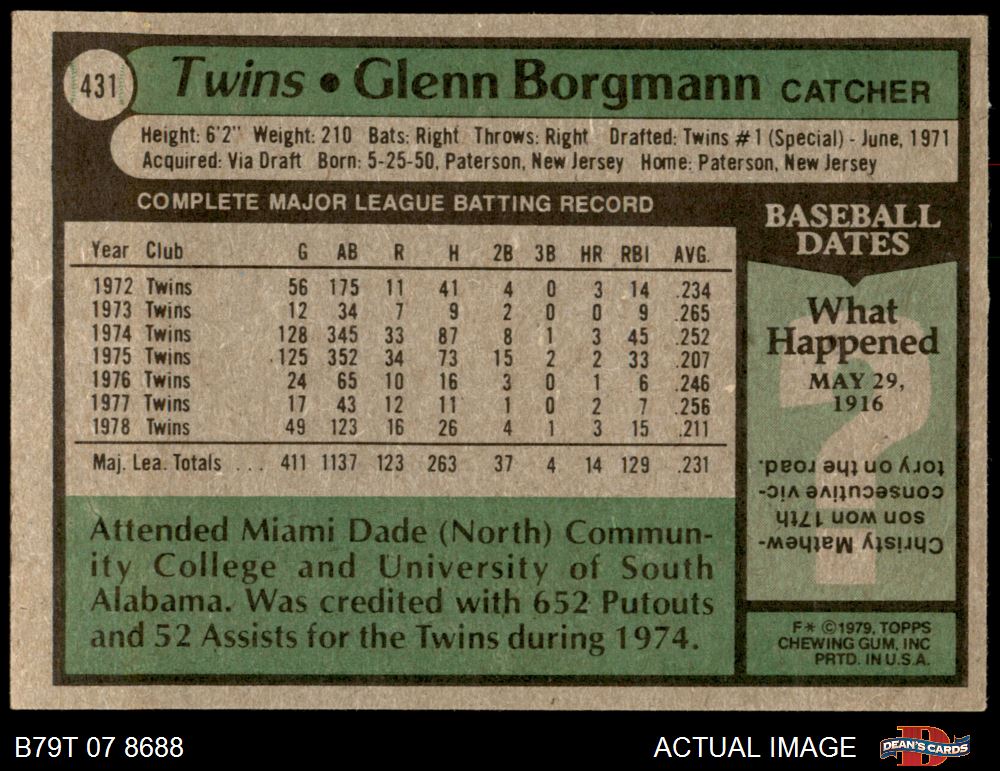 431
Twins • Glenn Borgmann CATCHER
Height: 6'2" Weight: 210 Bats: Right Throws: Right Drafted: Twins #1 (Special) - June, 1971
Acquired: Via Draft Born: 5-25-50, Paterson, New Jersey Home: Paterson, New Jersey
COMPLETE MAJOR LEAGUE BATTING RECORD
Year Club G AB R H 2B 3B HR RBI AVG.
1972 Twins 56 175 11 41 4 0 3 14 .234
1973 Twins 12 34 7 9 2 0 0 9 .265
1974 Twins 128 345 33 87 8 1 3 45 .252
1975 Twins 125 352 34 73 15 2 2 33 .207
1976 Twins 24 65 10 16 3 0 1 6 .246
1977 Twins 17 43 12 11 1 0 2 7 .256
1978 Twins 49 123 16 26 4 1 3 15 .211
Maj. Lea. Totals ... 411 1137 123 263 37 4 14 129 .231
Attended Miami Dade (North) Commun-
ity College and University of South
Alabama. Was credited with 652 Putouts
and 52 Assists for the Twins during 1974.
BASEBALL
DATES
What
Happened
MAY 29,
1916
?
Christy Mathew-
son won 17th
consecutive vic-
tory on the road.
F* ©1979, TOPPS
CHEWING GUM, INC
PRTD. IN U.S.A.
B79T 07 8688
ACTUAL IMAGE
D
DEAN'S CARDS